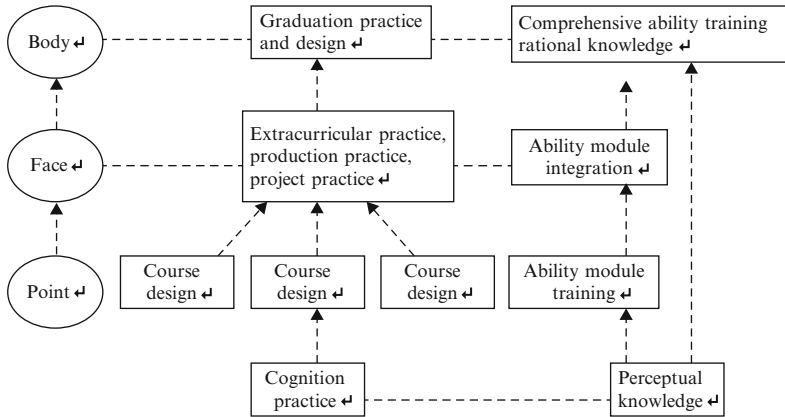 Body ↵
Graduation practice
and design ↵
Comprehensive ability training
rational knowledge ↵
Face ↵
Extracurricular practice,
production practice,
project practice ↵
Ability module
integration ↵
Point ↵
Course
design ↵
Course
design ↵
Course
design ↵
Ability module
training ↵
Cognition
practice ↵
Perceptual
knowledge ↵